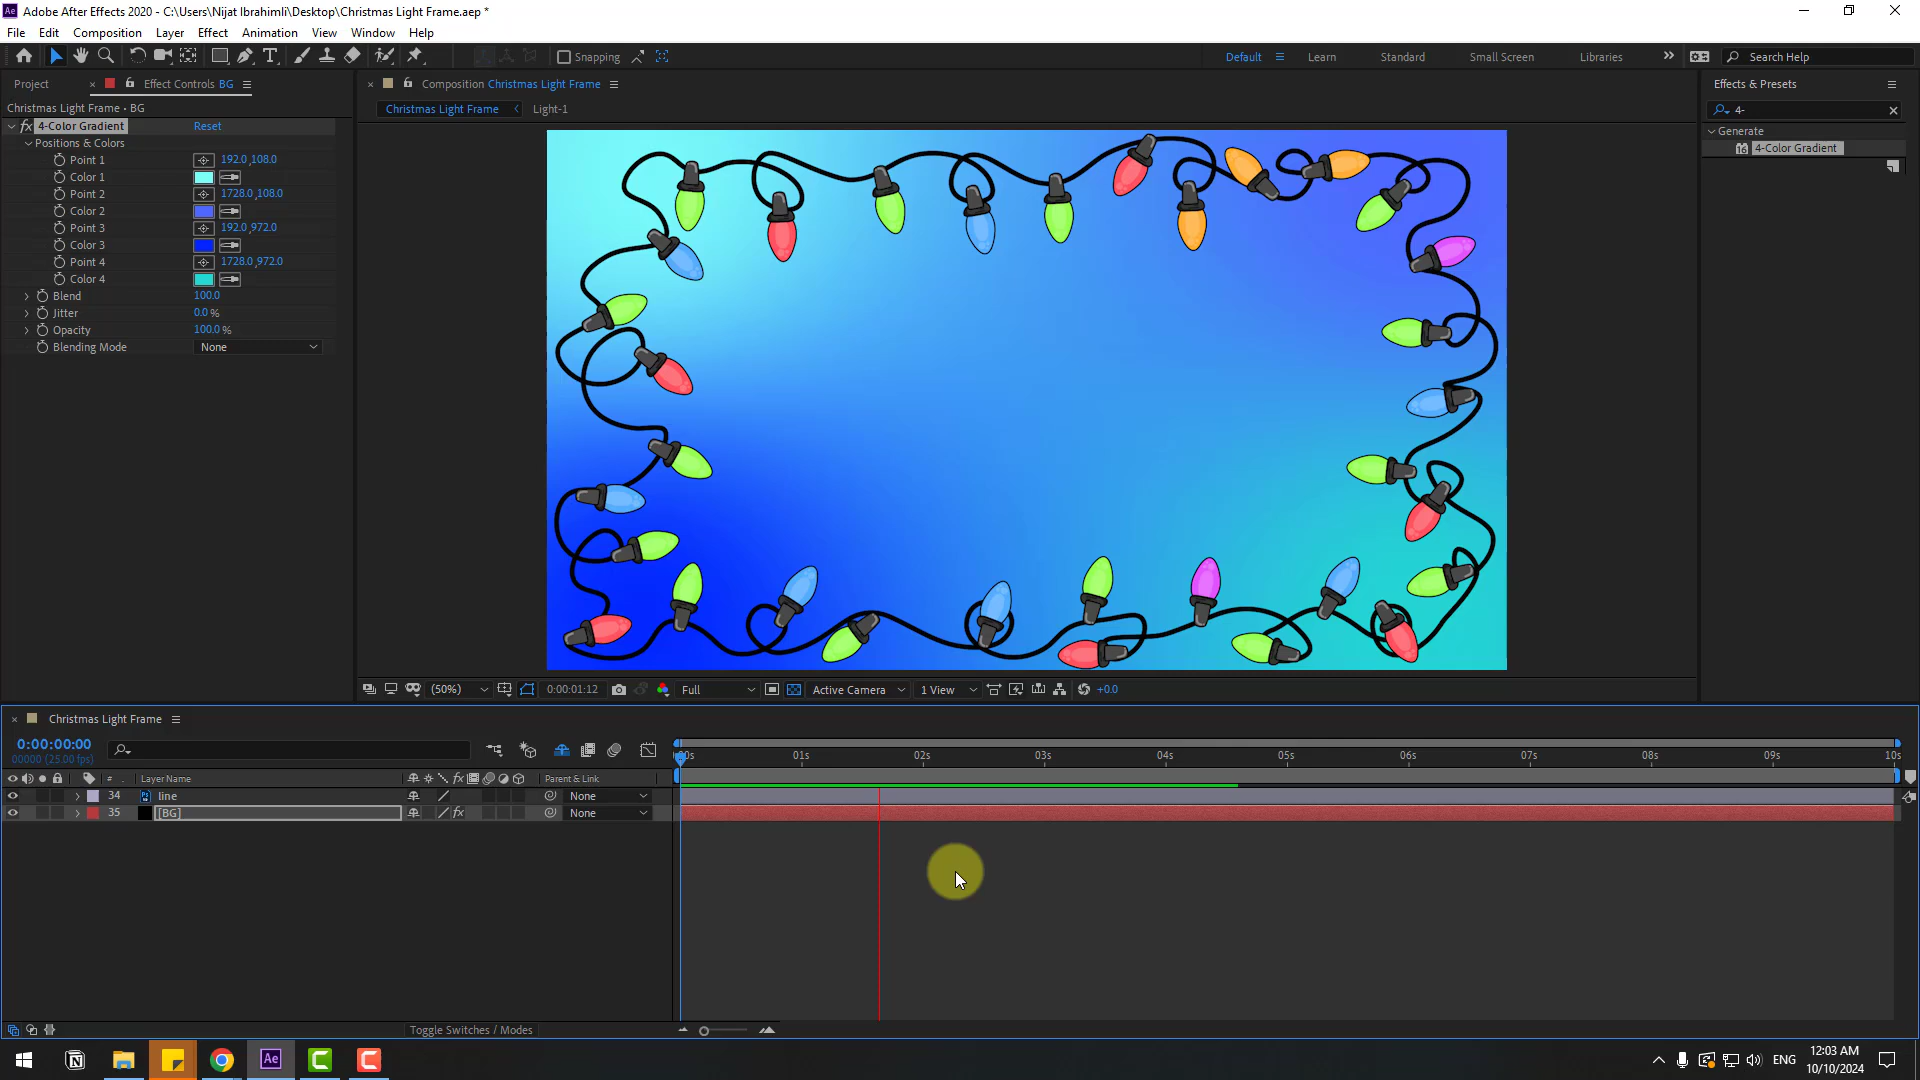 Adobe After Effects 2020 - C:\Users\Nijat Ibrahimli\Desktop\Christmas Light Frame.aep *
File Edit Composition Layer Effect Animation View Window Help
Snapping
Default Learn Standard Small Screen Libraries Search Help
Project Effect Controls BG
Composition Christmas Light Frame
Effects & Presets
Christmas Light Frame • BG
Christmas Light Frame Light-1
4-
4-Color Gradient Reset
Generate
Positions & Colors
4-Color Gradient
Point 1 192.0,108.0
Color 1
Point 2 1728.0,108.0
Color 2
Point 3 192.0,972.0
Color 3
Point 4 1728.0,972.0
Color 4
Blend 100.0
Jitter 0.0 %
Opacity 100.0 %
Blending Mode None
(50%) 0:00:01:12 Full Active Camera 1 View +0.0
Christmas Light Frame
0:00:00:00
00000 (25.00 fps)
:00s 01s 02s 03s 04s 05s 06s 07s 08s 09s 10s
# Layer Name Parent & Link
34 line None
35 [BG] None
Toggle Switches / Modes
Ae ENG 12:03 AM
10/10/2024